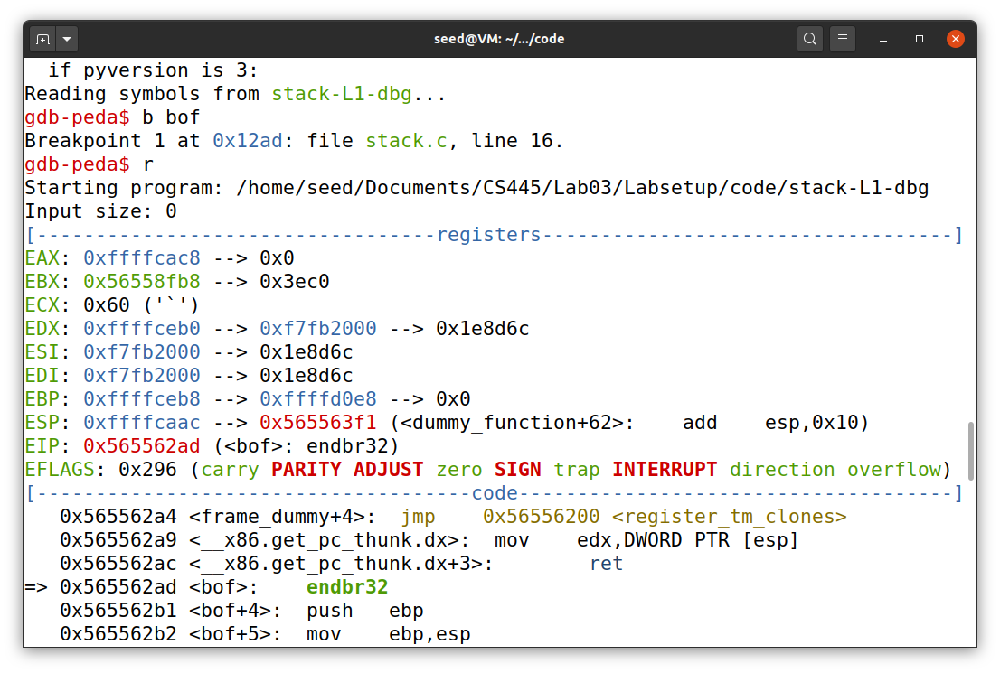 seed@VM: ~/.../code
  if pyversion is 3:
Reading symbols from stack-L1-dbg...
gdb-peda$ b bof
Breakpoint 1 at 0x12ad: file stack.c, line 16.
gdb-peda$ r
Starting program: /home/seed/Documents/CS445/Lab03/Labsetup/code/stack-L1-dbg
Input size: 0
[----------------------------------registers-----------------------------------]
EAX: 0xffffcac8 --> 0x0
EBX: 0x56558fb8 --> 0x3ec0
ECX: 0x60 ('`')
EDX: 0xffffceb0 --> 0xf7fb2000 --> 0x1e8d6c
ESI: 0xf7fb2000 --> 0x1e8d6c
EDI: 0xf7fb2000 --> 0x1e8d6c
EBP: 0xffffceb8 --> 0xffffd0e8 --> 0x0
ESP: 0xffffcaac --> 0x565563f1 (<dummy_function+62>:    add    esp,0x10)
EIP: 0x565562ad (<bof>: endbr32)
EFLAGS: 0x296 (carry PARITY ADJUST zero SIGN trap INTERRUPT direction overflow)
[-------------------------------------code-------------------------------------]
   0x565562a4 <frame_dummy+4>:  jmp    0x56556200 <register_tm_clones>
   0x565562a9 <__x86.get_pc_thunk.dx>:  mov    edx,DWORD PTR [esp]
   0x565562ac <__x86.get_pc_thunk.dx+3>:        ret
=> 0x565562ad <bof>:    endbr32
   0x565562b1 <bof+4>:  push   ebp
   0x565562b2 <bof+5>:  mov    ebp,esp